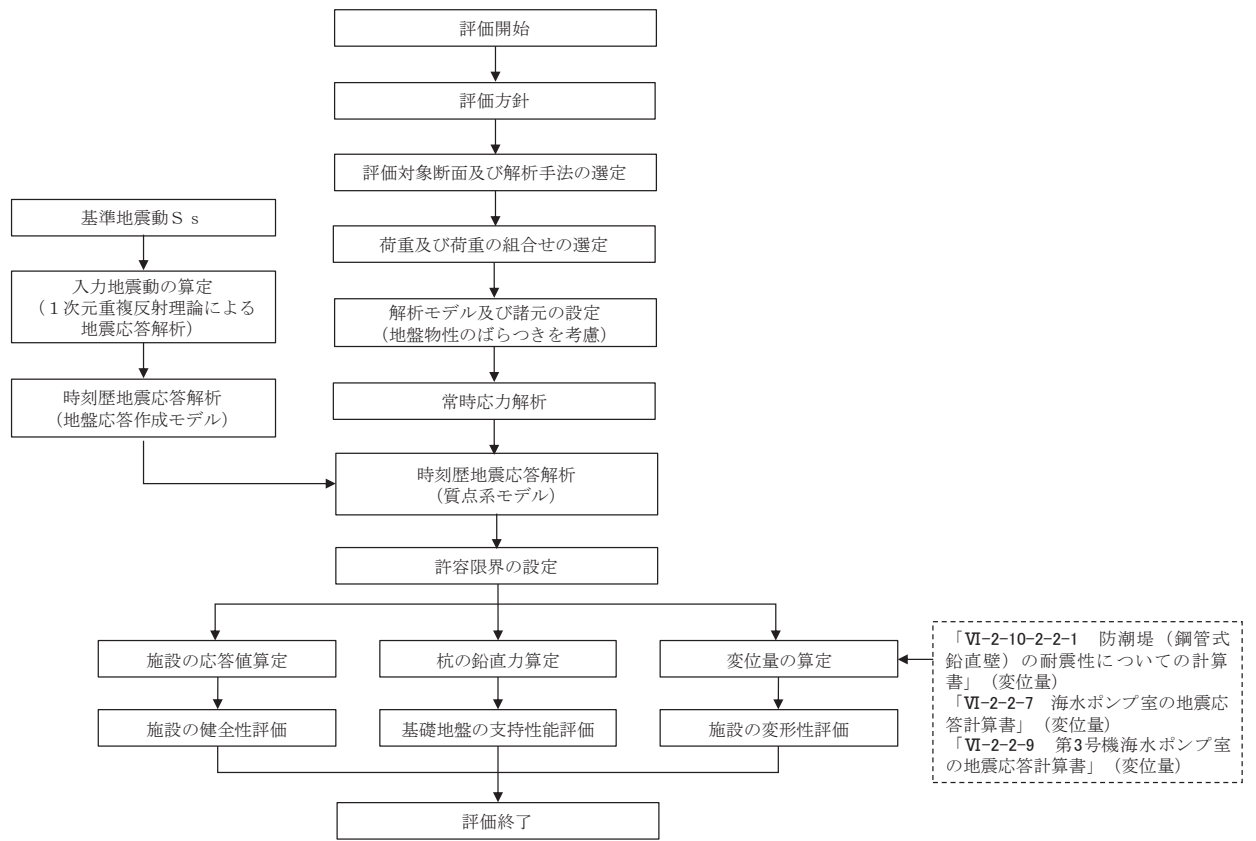 評価開始
評価方針
評価対象断面及び解析手法の選定
基準地震動Ｓｓ
荷重及び荷重の組合せの選定
入力地震動の算定
（１次元重複反射理論による
地震応答解析）
解析モデル及び諸元の設定
（地盤物性のばらつきを考慮）
時刻歴地震応答解析
（地盤応答作成モデル）
常時応力解析
時刻歴地震応答解析
（質点系モデル）
許容限界の設定
施設の応答値算定
杭の鉛直力算定
変位量の算定
「Ⅵ-2-10-2-2-1　防潮堤（鋼管式
鉛直壁）の耐震性についての計算
書」（変位量）
「Ⅵ-2-2-7　海水ポンプ室の地震応
答計算書」（変位量）
「Ⅵ-2-2-9　第3号機海水ポンプ室
の地震応答計算書」（変位量）
施設の健全性評価
基礎地盤の支持性能評価
施設の変形性評価
評価終了